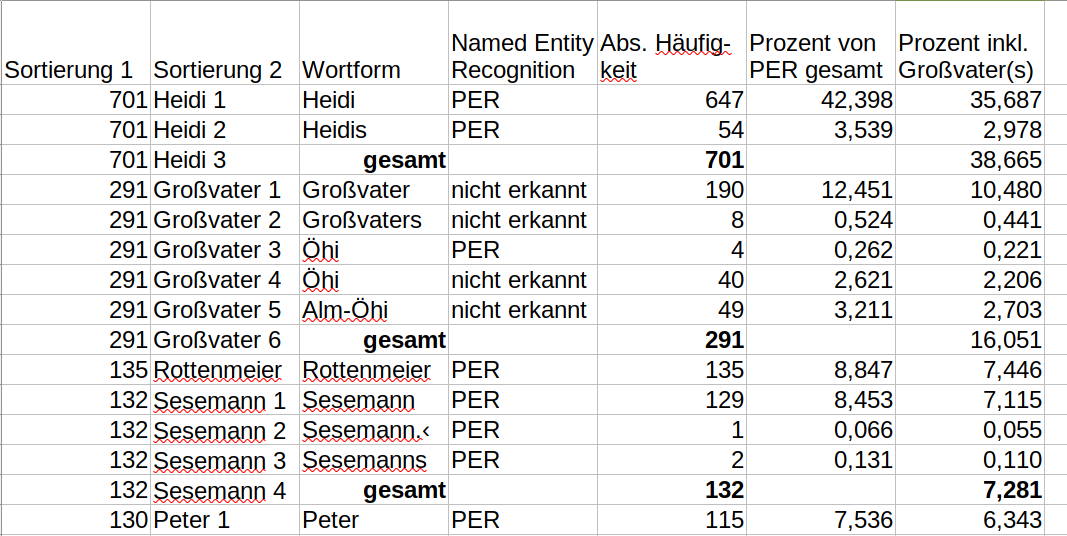 Sortierung 1 Sortierung 2 Wortform Named Entity Recognition Abs. Häufig-keit Prozent von PER gesamt Prozent inkl. Großvater(s)
701 Heidi 1 Heidi PER 647 42,398 35,687
701 Heidi 2 Heidis PER 54 3,539 2,978
701 Heidi 3 gesamt 701 38,665
291 Großvater 1 Großvater nicht erkannt 190 12,451 10,480
291 Großvater 2 Großvaters nicht erkannt 8 0,524 0,441
291 Großvater 3 Öhi PER 4 0,262 0,221
291 Großvater 4 Öhi nicht erkannt 40 2,621 2,206
291 Großvater 5 Alm-Öhi nicht erkannt 49 3,211 2,703
291 Großvater 6 gesamt 291 16,051
135 Rottenmeier Rottenmeier PER 135 8,847 7,446
132 Sesemann 1 Sesemann PER 129 8,453 7,115
132 Sesemann 2 Sesemann.‹ PER 1 0,066 0,055
132 Sesemann 3 Sesemanns PER 2 0,131 0,110
132 Sesemann 4 gesamt 132 7,281
130 Peter 1 Peter PER 115 7,536 6,343